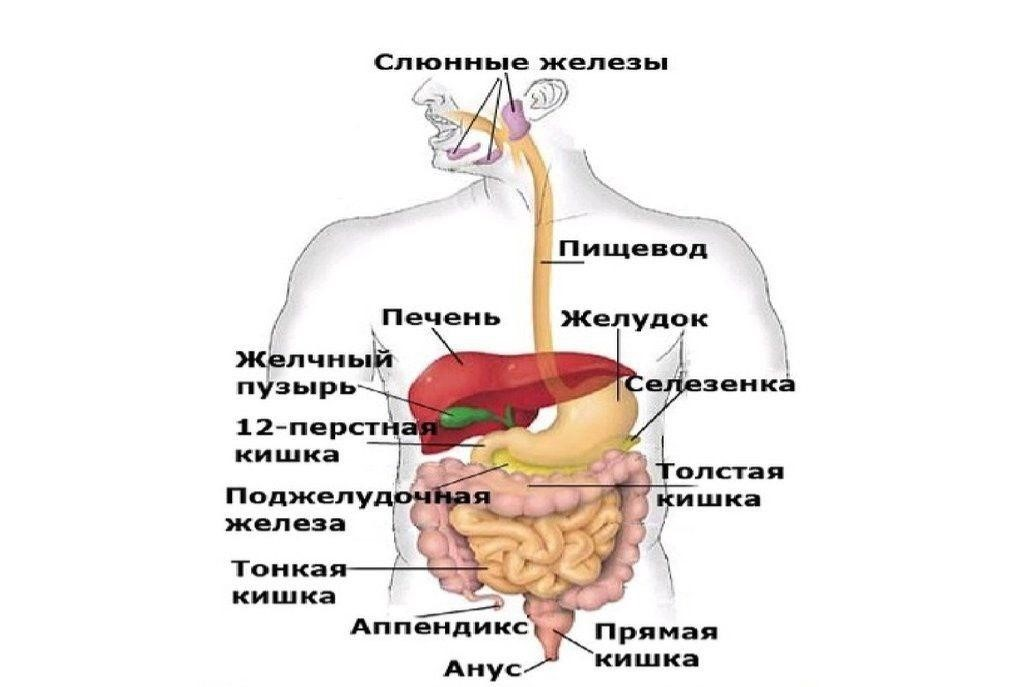 Слюнные железы
Пищевод
Печень
Желудок
Желчный
пузырь
Селезенка
12-перстная
кишка
Толстая
кишка
Поджелудочная
железа
Тонкая
кишка
Аппендикс
Прямая
кишка
Анус